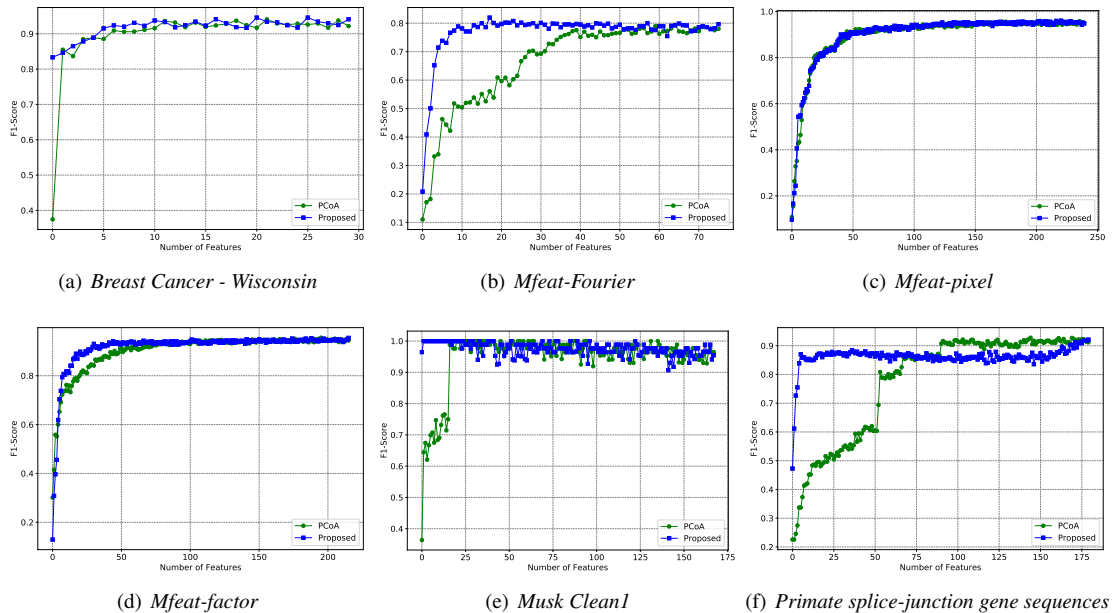 F1-Score
0.9
0.8
0.7
0.6
0.5
0.4
0 5 10 15 20 25 30
Number of Features
PCoA
Proposed
(a) Breast Cancer - Wisconsin
F1-Score
0.8
0.7
0.6
0.5
0.4
0.3
0.2
0.1
0 10 20 30 40 50 60 70
Number of Features
PCoA
Proposed
(b) Mfeat-Fourier
F1-Score
1.0
0.8
0.6
0.4
0.2
0 50 100 150 200 250
Number of Features
PCoA
Proposed
(c) Mfeat-pixel
F1-Score
0.8
0.6
0.4
0.2
0 50 100 150 200
Number of Features
PCoA
Proposed
(d) Mfeat-factor
F1-Score
1.0
0.9
0.8
0.7
0.6
0.5
0.4
0 25 50 75 100 125 150 175
Number of Features
PCoA
Proposed
(e) Musk Clean1
F1-Score
0.9
0.8
0.7
0.6
0.5
0.4
0.3
0.2
0 25 50 75 100 125 150 175
Number of Features
PCoA
Proposed
(f) Primate splice-junction gene sequences